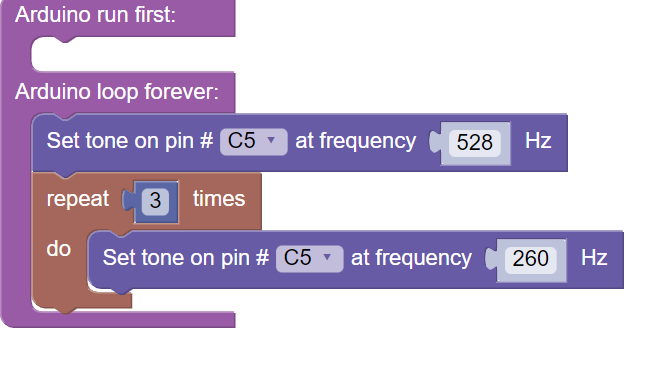 Arduino run first:
Arduino loop forever:
Set tone on pin # C5 at frequency 528 Hz
repeat 3 times
do
Set tone on pin # C5 at frequency 260 Hz